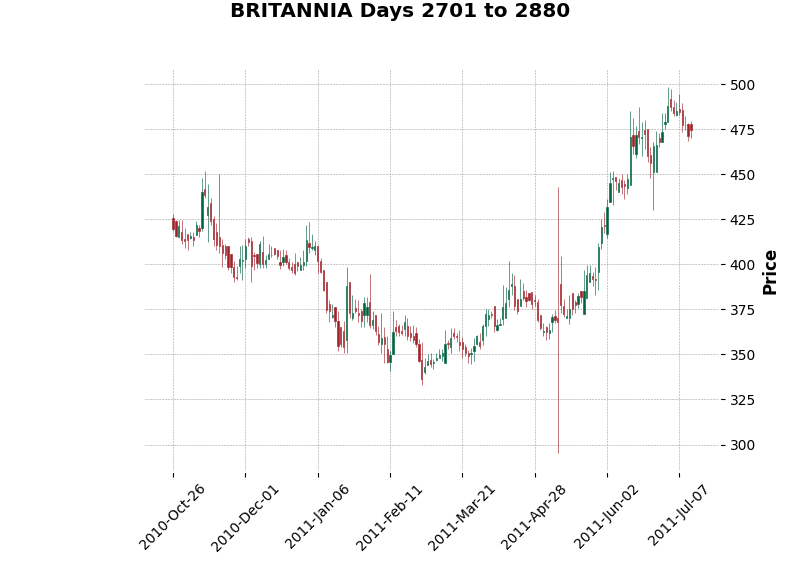 BRITANNIA Days 2701 to 2880
500
475
450
425
400
375
350
325
300
Price
2010-Oct-26
2010-Dec-01
2011-Jan-06
2011-Feb-11
2011-Mar-21
2011-Apr-28
2011-Jun-02
2011-Jul-07